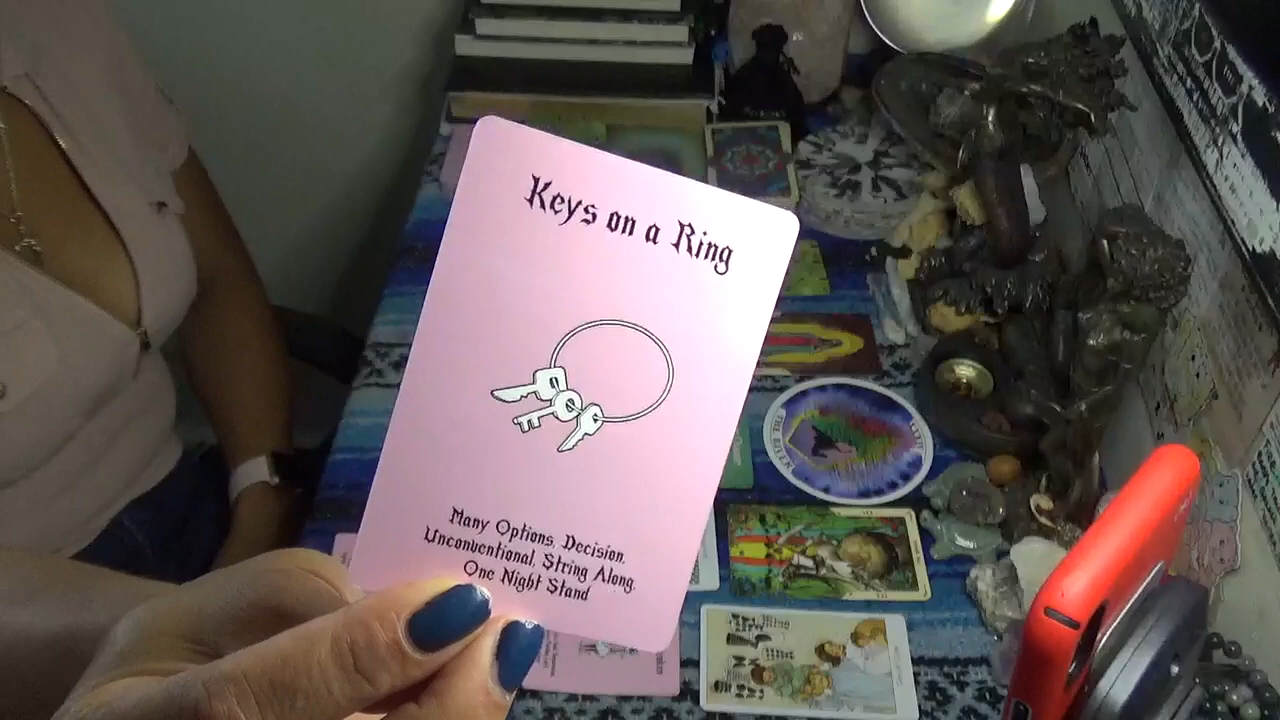 Keys on a Ring
Many Options, Decision,
Unconventional, String Along,
One Night Stand